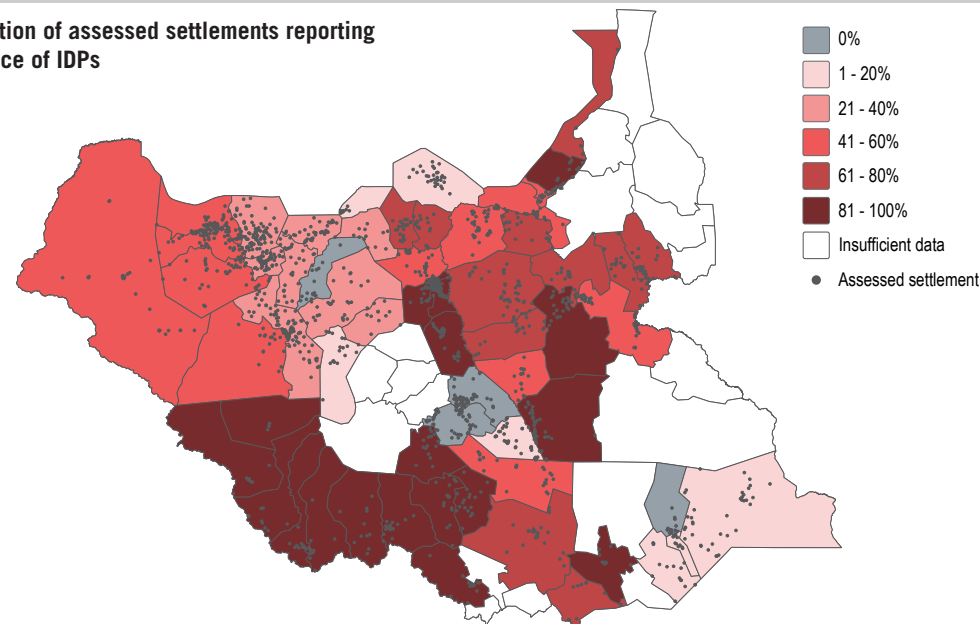 tion of assessed settlements reporting
ce of IDPs
0%
1 - 20%
21 - 40%
41 - 60%
61 - 80%
81 - 100%
Insufficient data
Assessed settlement